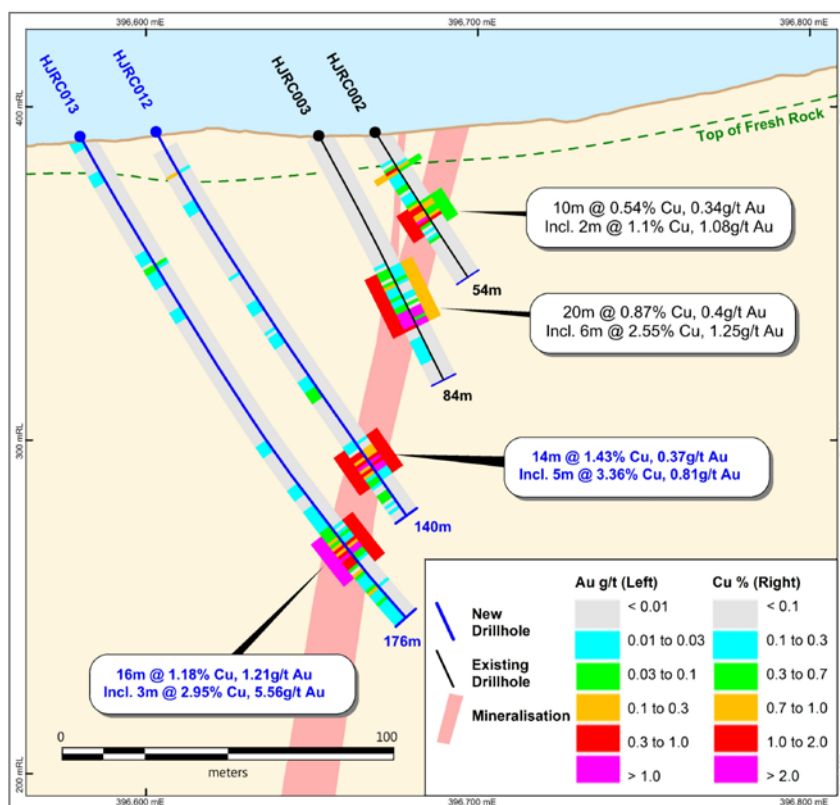 396,600 mE
396,700 mE
396,800 mE
HJRC013
HJRC012
HJRC003
HJRC002
400 mRL
400 mRL
Top of Fresh Rock
10m @ 0.54% Cu, 0.34g/t Au
Incl. 2m @ 1.1% Cu, 1.08g/t Au
54m
20m @ 0.87% Cu, 0.4g/t Au
Incl. 6m @ 2.55% Cu, 1.25g/t Au
84m
300 mRL
300 mRL
14m @ 1.43% Cu, 0.37g/t Au
Incl. 5m @ 3.36% Cu, 0.81g/t Au
140m
176m
16m @ 1.18% Cu, 1.21g/t Au
Incl. 3m @ 2.95% Cu, 5.56g/t Au
0
100
meters
New
Drillhole
Existing
Drillhole
Mineralisation
Au g/t (Left)
Cu % (Right)
< 0.01
< 0.1
0.01 to 0.03
0.1 to 0.3
0.03 to 0.1
0.3 to 0.7
0.1 to 0.3
0.7 to 1.0
0.3 to 1.0
1.0 to 2.0
> 1.0
> 2.0
200 mRL
200 mRL
396,600 mE
396,700 mE
396,800 mE